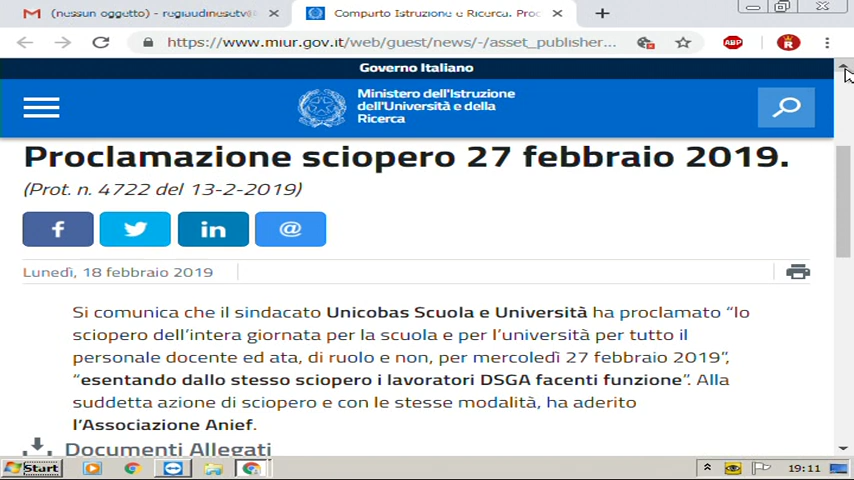 (nessun oggetto) - regiaudinesetv@
Comparto Istruzione e Ricerca. Proc
https://www.miur.gov.it/web/guest/news/-/asset_publisher...
ABP
R
Governo Italiano
Ministero dell'Istruzione
dell'Università e della
Ricerca
Proclamazione sciopero 27 febbraio 2019.
(Prot. n. 4722 del 13-2-2019)
f in @
Lunedì, 18 febbraio 2019
Si comunica che il sindacato Unicobas Scuola e Università ha proclamato “lo
sciopero dell’intera giornata per la scuola e per l’università per tutto il
personale docente ed ata, di ruolo e non, per mercoledì 27 febbraio 2019”,
“esentando dallo stesso sciopero i lavoratori DSGA facenti funzione”. Alla
suddetta azione di sciopero e con le stesse modalità, ha aderito
l’Associazione Anief.
Documenti Allegati
Start
19:11